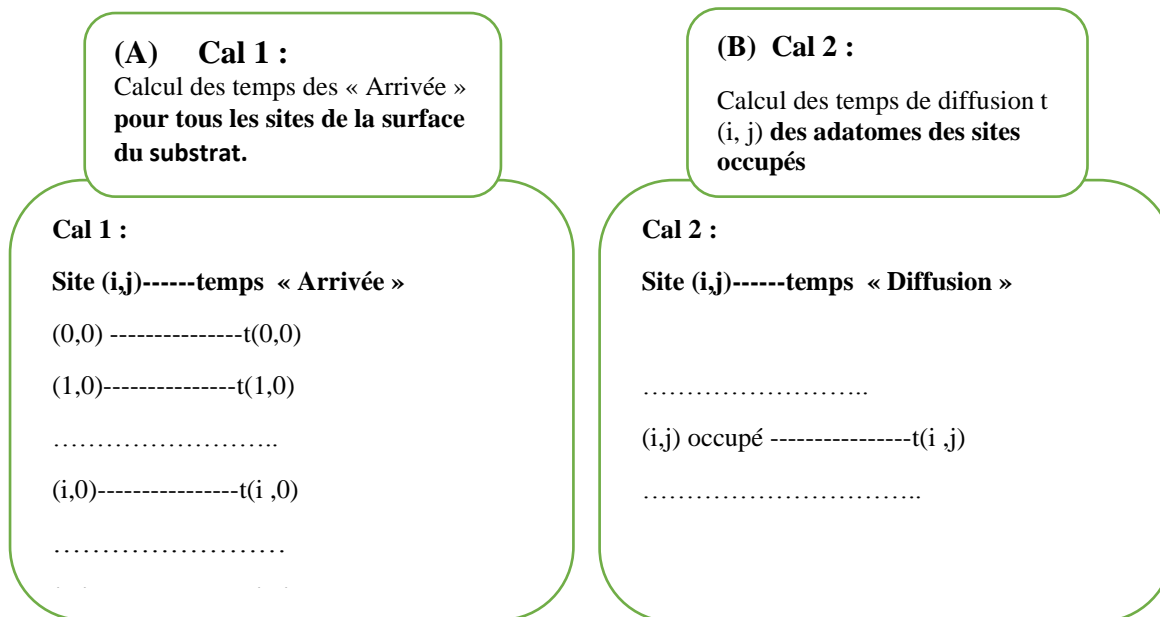 (A) Cal 1 :
Calcul des temps des « Arrivée »
pour tous les sites de la surface
du substrat.
Cal 1 :
Site (i,j)------temps « Arrivée »
(0,0) ---------------t(0,0)
(1,0)---------------t(1,0)
……………………..
(i,0)----------------t(i ,0)
……………………
(B) Cal 2 :
Calcul des temps de diffusion t
(i, j) des adatomes des sites
occupés
Cal 2 :
Site (i,j)------temps « Diffusion »
……………………..
(i,j) occupé ----------------t(i ,j)
…………………………..